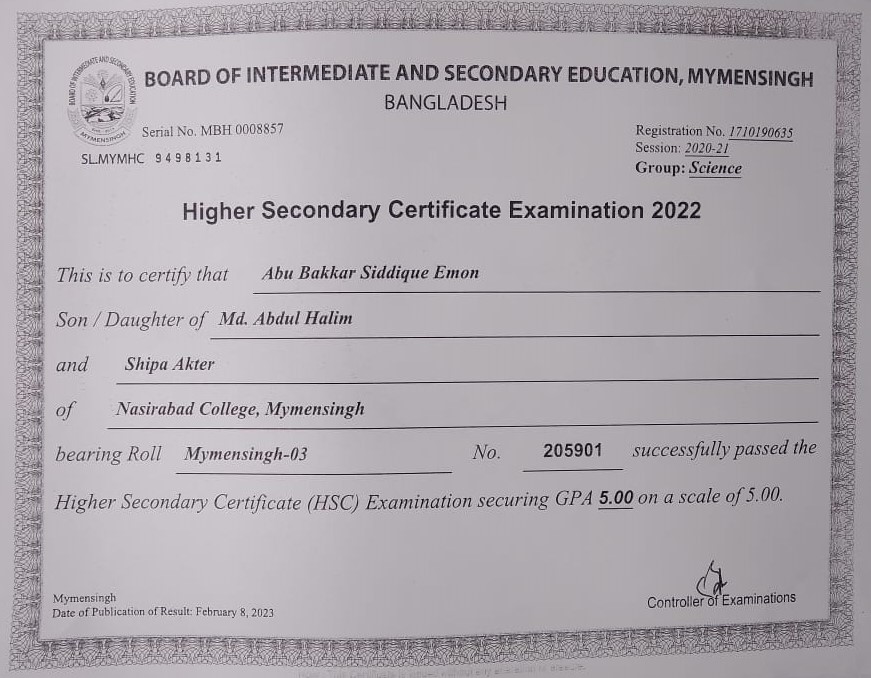 BOARD OF INTERMEDIATE AND SECONDARY EDUCATION, MYMENSINGH
BANGLADESH
BOARD OF INTERMEDIATE AND SECONDARY EDUCATION
MYMENSINGH
Serial No. MBH 0008857
SL.MYMHC 9498131
Registration No. 1710190635
Session: 2020-21
Group: Science
Higher Secondary Certificate Examination 2022
This is to certify that Abu Bakkar Siddique Emon
Son / Daughter of Md. Abdul Halim
and Shipa Akter
of Nasirabad College, Mymensingh
bearing Roll Mymensingh-03 No. 205901 successfully passed the
Higher Secondary Certificate (HSC) Examination securing GPA 5.00 on a scale of 5.00.
Mymensingh
Date of Publication of Result: February 8, 2023
Controller of Examinations